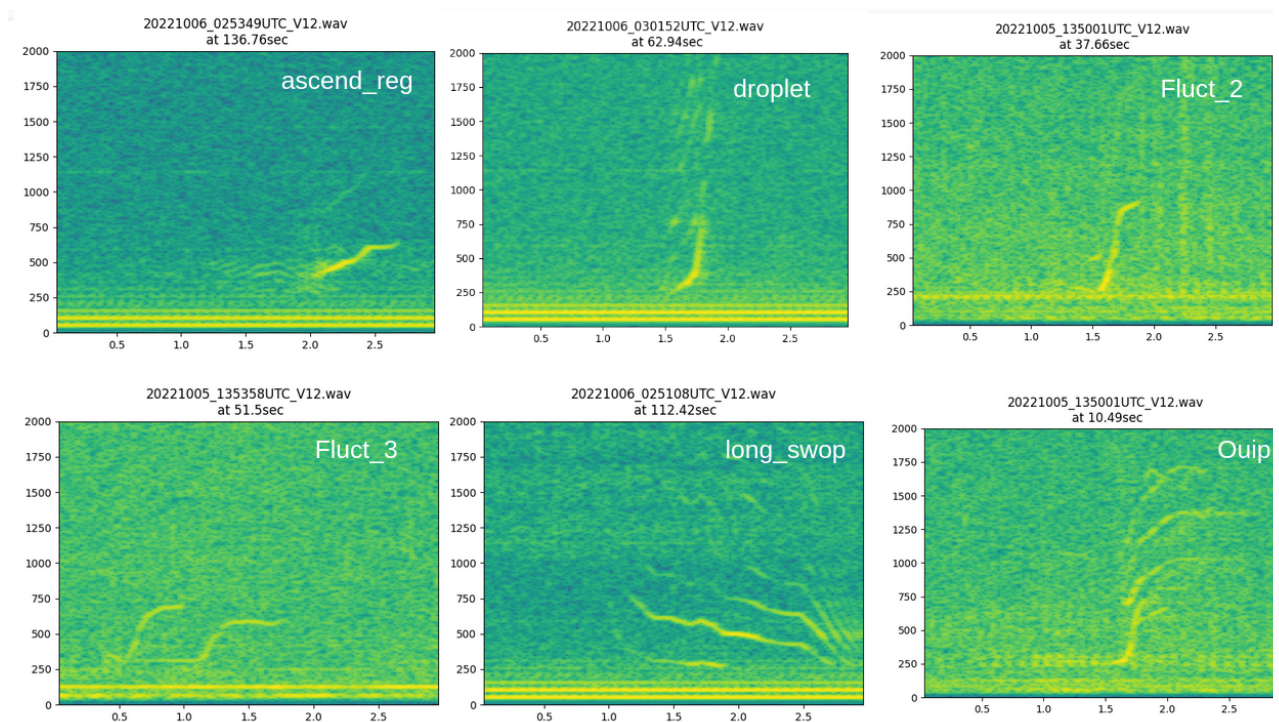 20221006_025349UTC_V12.wav
at 136.76sec
2000
1750
1500
1250
1000
750
500
250
0
0.5 1.0 1.5 2.0 2.5
ascend_reg
20221006_030152UTC_V12.wav
at 62.94sec
2000
1750
1500
1250
1000
750
500
250
0
0.5 1.0 1.5 2.0 2.5
droplet
20221005_135001UTC_V12.wav
at 37.66sec
2000
1750
1500
1250
1000
750
500
250
0
0.5 1.0 1.5 2.0 2.5
Fluct_2
20221005_135358UTC_V12.wav
at 51.5sec
2000
1750
1500
1250
1000
750
500
250
0
0.5 1.0 1.5 2.0 2.5
Fluct_3
20221006_025108UTC_V12.wav
at 112.42sec
2000
1750
1500
1250
1000
750
500
250
0
0.5 1.0 1.5 2.0 2.5
long_swop
20221005_135001UTC_V12.wav
at 10.49sec
2000
1750
1500
1250
1000
750
500
250
0
0.5 1.0 1.5 2.0 2.5
Ouip